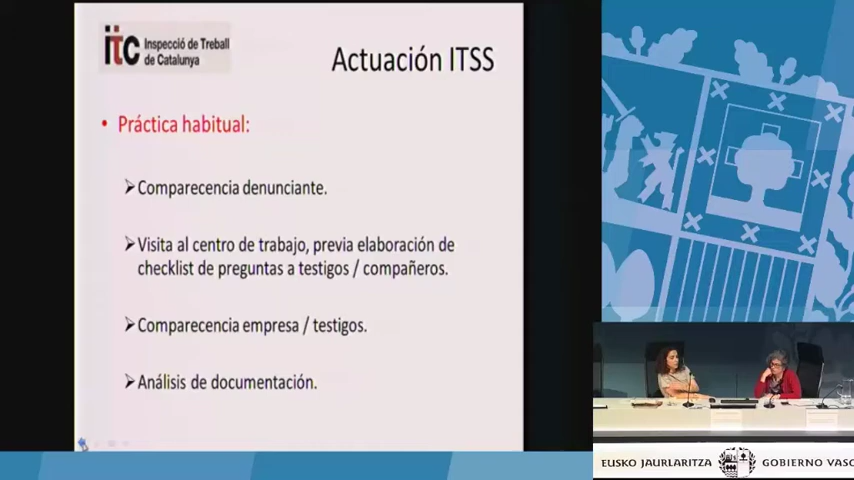 itc Inspecció de Treball
de Catalunya
Actuación ITSS
• Práctica habitual:
➢Comparecencia denunciante.
➢Visita al centro de trabajo, previa elaboración de
checklist de preguntas a testigos / compañeros.
➢Comparecencia empresa / testigos.
➢Análisis de documentación.
EUSKO JAURLARITZA GOBIERNO VASCO